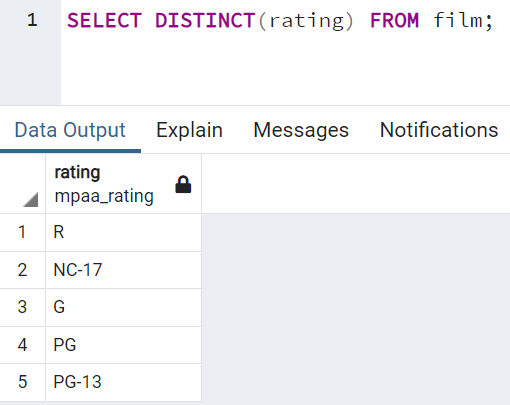 1 SELECT DISTINCT(rating) FROM film;
Data Output Explain Messages Notifications
rating
mpaa_rating
1 R
2 NC-17
3 G
4 PG
5 PG-13